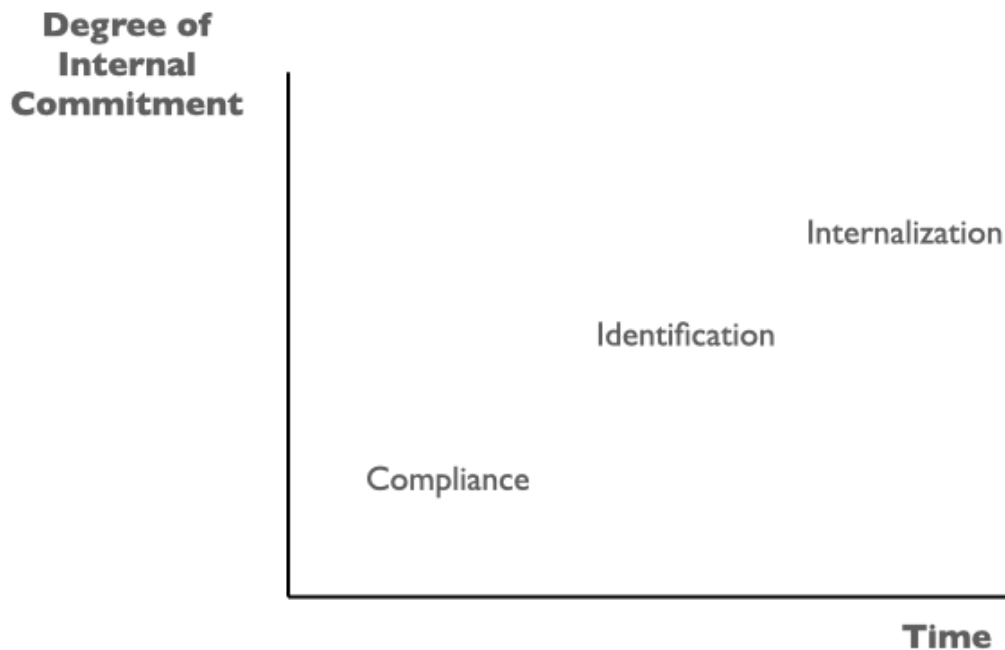 Degree of
Internal
Commitment
Internalization
Identification
Compliance
Time